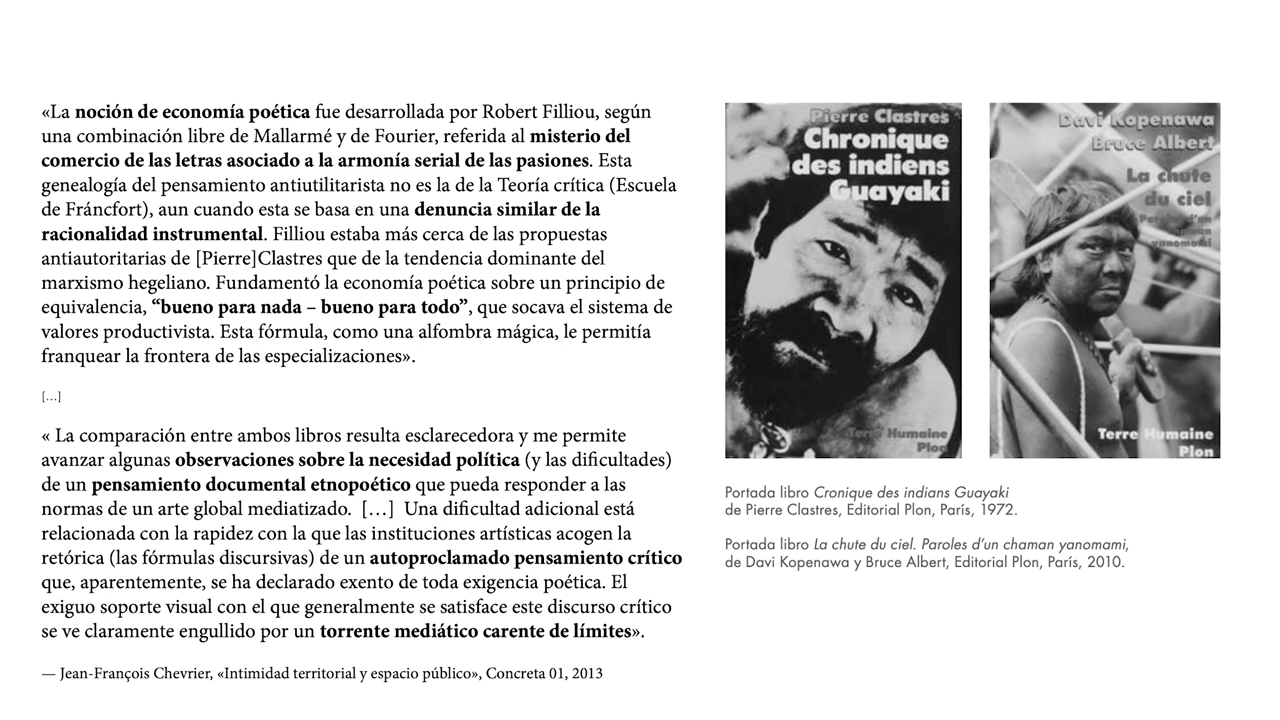 «La noción de economía poética fue desarrollada por Robert Filliou, según
una combinación libre de Mallarmé y de Fourier, referida al misterio del
comercio de las letras asociado a la armonía serial de las pasiones. Esta
genealogía del pensamiento antiutilitarista no es la de la Teoría crítica (Escuela
de Fráncfort), aun cuando esta se basa en una denuncia similar de la
racionalidad instrumental. Filliou estaba más cerca de las propuestas
antiautoritarias de [Pierre]Clastres que de la tendencia dominante del
marxismo hegeliano. Fundamentó la economía poética sobre un principio de
equivalencia, “bueno para nada – bueno para todo”, que socava el sistema de
valores productivista. Esta fórmula, como una alfombra mágica, le permitía
franquear la frontera de las especializaciones».
[…]
« La comparación entre ambos libros resulta esclarecedora y me permite
avanzar algunas observaciones sobre la necesidad política (y las dificultades)
de un pensamiento documental etnopoético que pueda responder a las
normas de un arte global mediatizado. […] Una dificultad adicional está
relacionada con la rapidez con la que las instituciones artísticas acogen la
retórica (las fórmulas discursivas) de un autoproclamado pensamiento crítico
que, aparentemente, se ha declarado exento de toda exigencia poética. El
exiguo soporte visual con el que generalmente se satisface este discurso crítico
se ve claramente engullido por un torrente mediático carente de límites».
— Jean-François Chevrier, «Intimidad territorial y espacio público», Concreta 01, 2013
Pierre Clastres
Chronique
des indiens
Guayaki
Terre Humaine
Plon
Davi Kopenawa
Bruce Albert
La chute
du ciel
Paroles d'un
chaman
yanomami
Terre Humaine
Plon
Portada libro Cronique des indians Guayaki
de Pierre Clastres, Editorial Plon, París, 1972.
Portada libro La chute du ciel. Paroles d’un chaman yanomami,
de Davi Kopenawa y Bruce Albert, Editorial Plon, París, 2010.